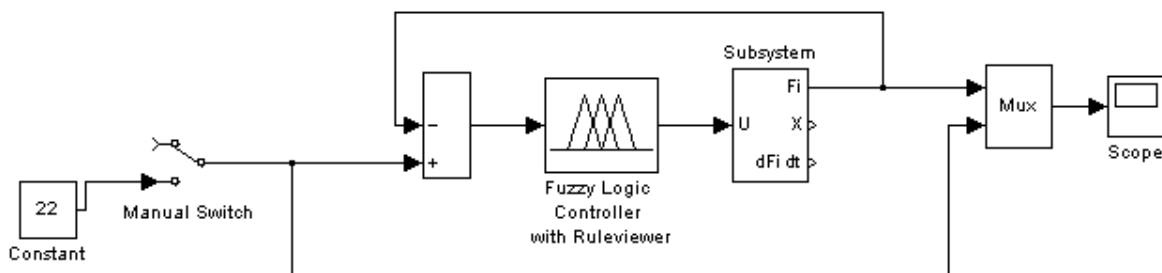 Subsystem
Fi
−
U
X
Mux
+
dFi dt
Scope
Fuzzy Logic
Controller
with Ruleviewer
22
Manual Switch
Constant